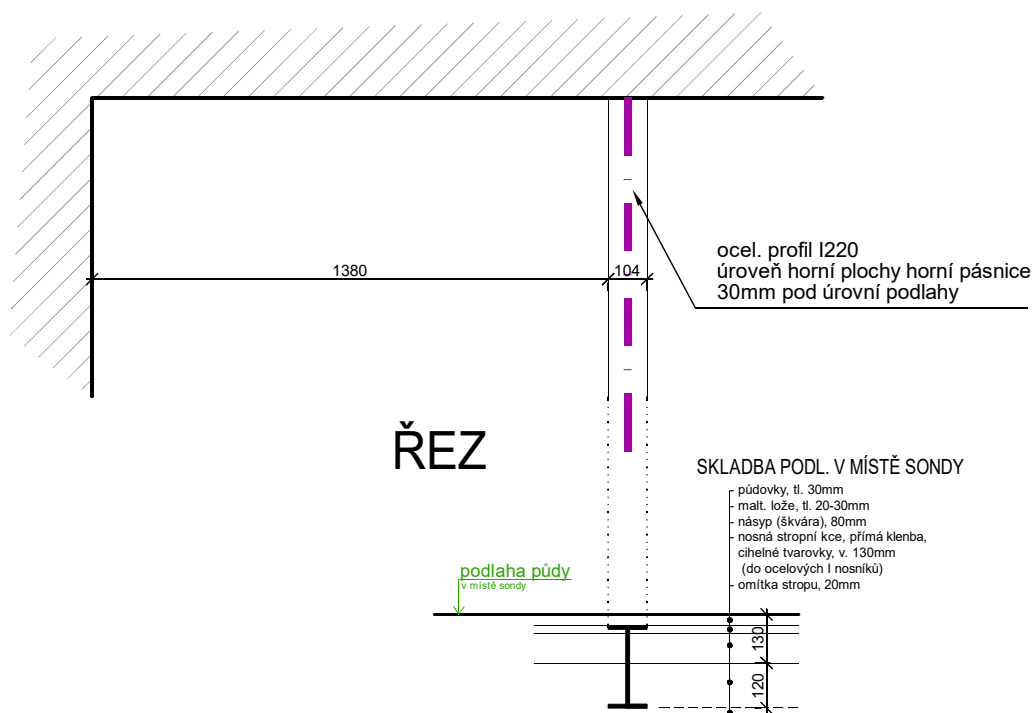 1380
104
ocel. profil I220
úroveň horní plochy horní pásnice
30mm pod úrovní podlahy
ŘEZ
SKLADBA PODL. V MÍSTĚ SONDY
půdovky, tl. 30mm
malt. lože, tl. 20-30mm
násyp (škvára), 80mm
nosná stropní kce, přímá klenba,
cihelné tvarovky, v. 130mm
(do ocelových I nosníků)
omítka stropu, 20mm
podlaha půdy
v místě sondy
130
120